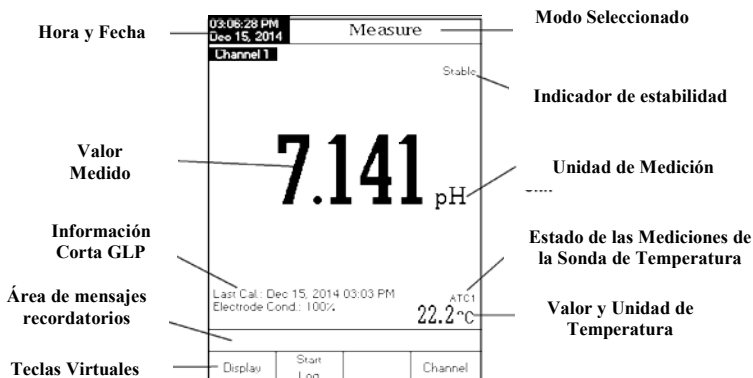 Hora y Fecha
03:06:28 PM
Dec 15, 2014
Measure
Modo Seleccionado
Channel 1
Stable
Indicador de estabilidad
Valor
Medido
7.141 pH
Unidad de Medición
Información
Corta GLP
Estado de las Mediciones de
la Sonda de Temperatura
Last Cal.: Dec 15, 2014 03:03 PM
Electrode Cond.: 100%
ATC1
22.2°C
Valor y Unidad de
Temperatura
Área de mensajes
recordatorios
Teclas Virtuales
Display
Start
Log
Channel